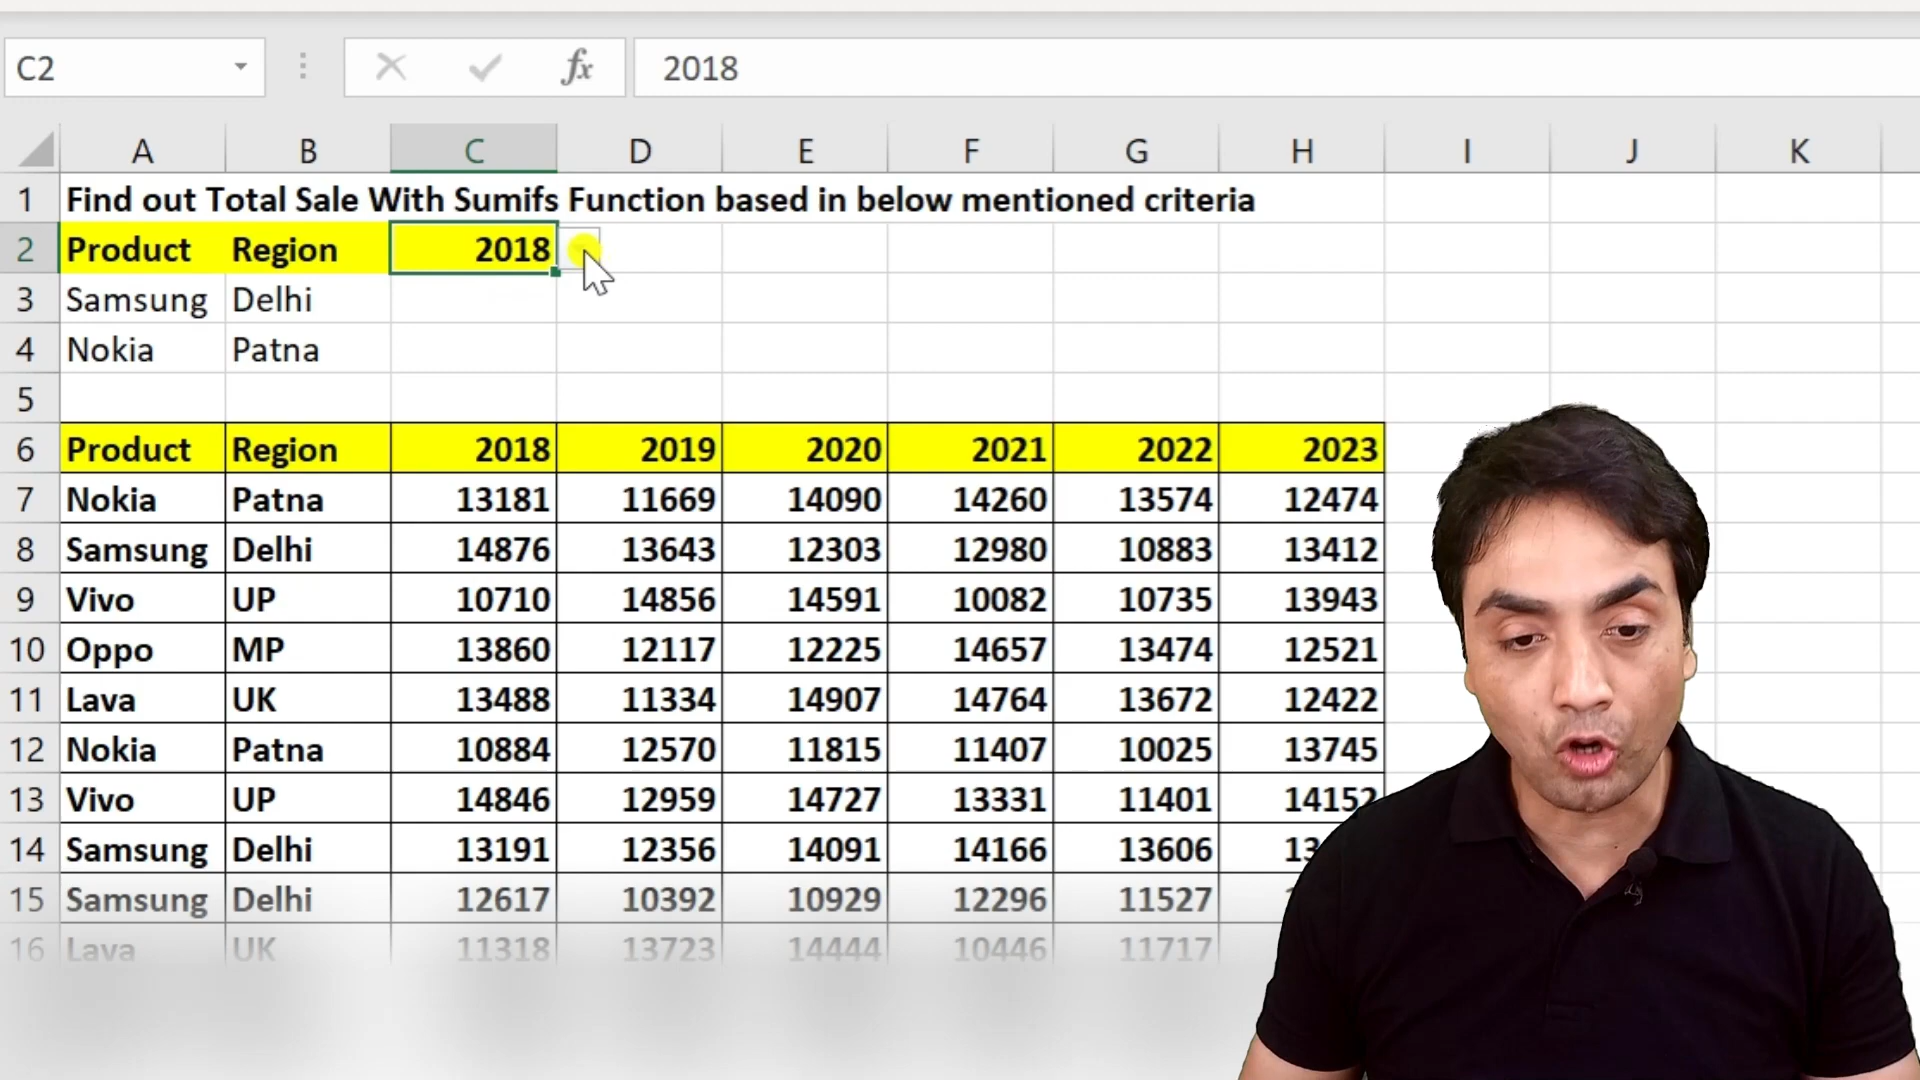 C2 fx 2018
A B C D E F G H I J K
1 Find out Total Sale With Sumifs Function based in below mentioned criteria
2 Product Region 2018
3 Samsung Delhi
4 Nokia Patna
5
6 Product Region 2018 2019 2020 2021 2022 2023
7 Nokia Patna 13181 11669 14090 14260 13574 12474
8 Samsung Delhi 14876 13643 12303 12980 10883 13412
9 Vivo UP 10710 14856 14591 10082 10735 13943
10 Oppo MP 13860 12117 12225 14657 13474 12521
11 Lava UK 13488 11334 14907 14764 13672 12422
12 Nokia Patna 10884 12570 11815 11407 10025 13745
13 Vivo UP 14846 12959 14727 13331 11401 14152
14 Samsung Delhi 13191 12356 14091 14166 13606
15 Samsung Delhi 12617 10392 10929 12296 11527
16 Lava UK 11318 13723 14444 10446 11717